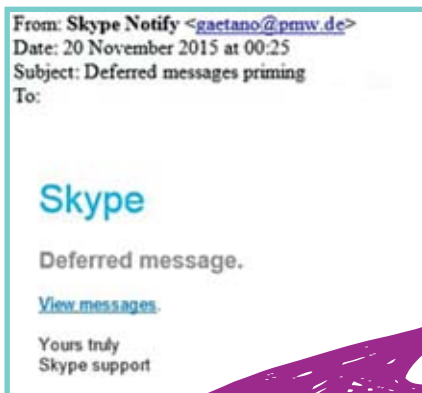 From: Skype Notify <gaetano@pmw.de>
Date: 20 November 2015 at 00:25
Subject: Deferred messages priming
To:
Skype
Deferred message.
View messages.
Yours truly
Skype support